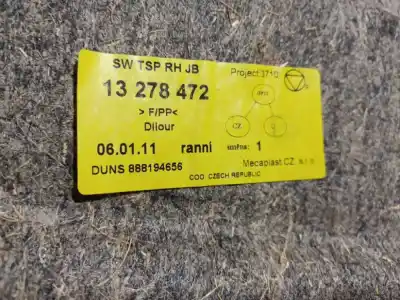 SW TSP RH JB
Project 3710
13 278 472
> F/PP<
Dilour
CZ
06.01.11 ranni směna: 1
DUNS 888194656 Mecaplast CZ, s.r.o
COO CZECH REPUBLIC